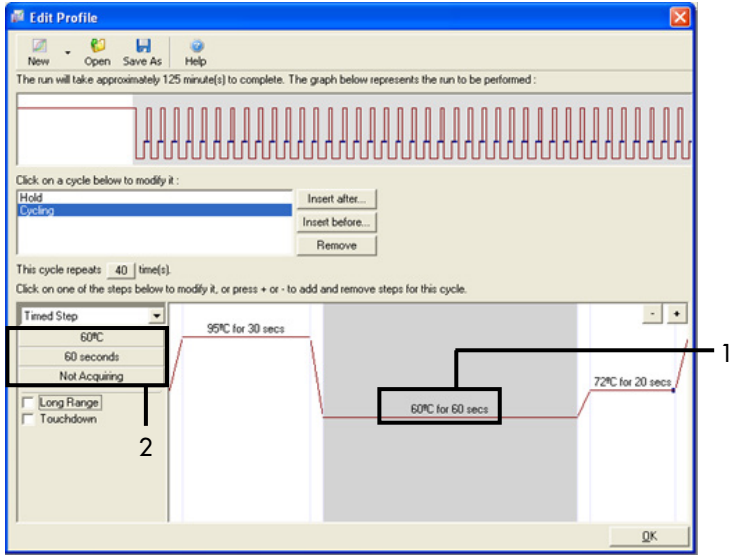 Edit Profile
New Open Save As Help
The run will take approximately 125 minute(s) to complete. The graph below represents the run to be performed :
Click on a cycle below to modify it :
Hold
Cycling
Insert after...
Insert before...
Remove
This cycle repeats 40 time(s).
Click on one of the steps below to modify it, or press + or - to add and remove steps for this cycle.
Timed Step
- +
60ºC
60 seconds
Not Acquiring
Long Range
Touchdown
95ºC for 30 secs
60ºC for 60 secs
72ºC for 20 secs
1
2
OK